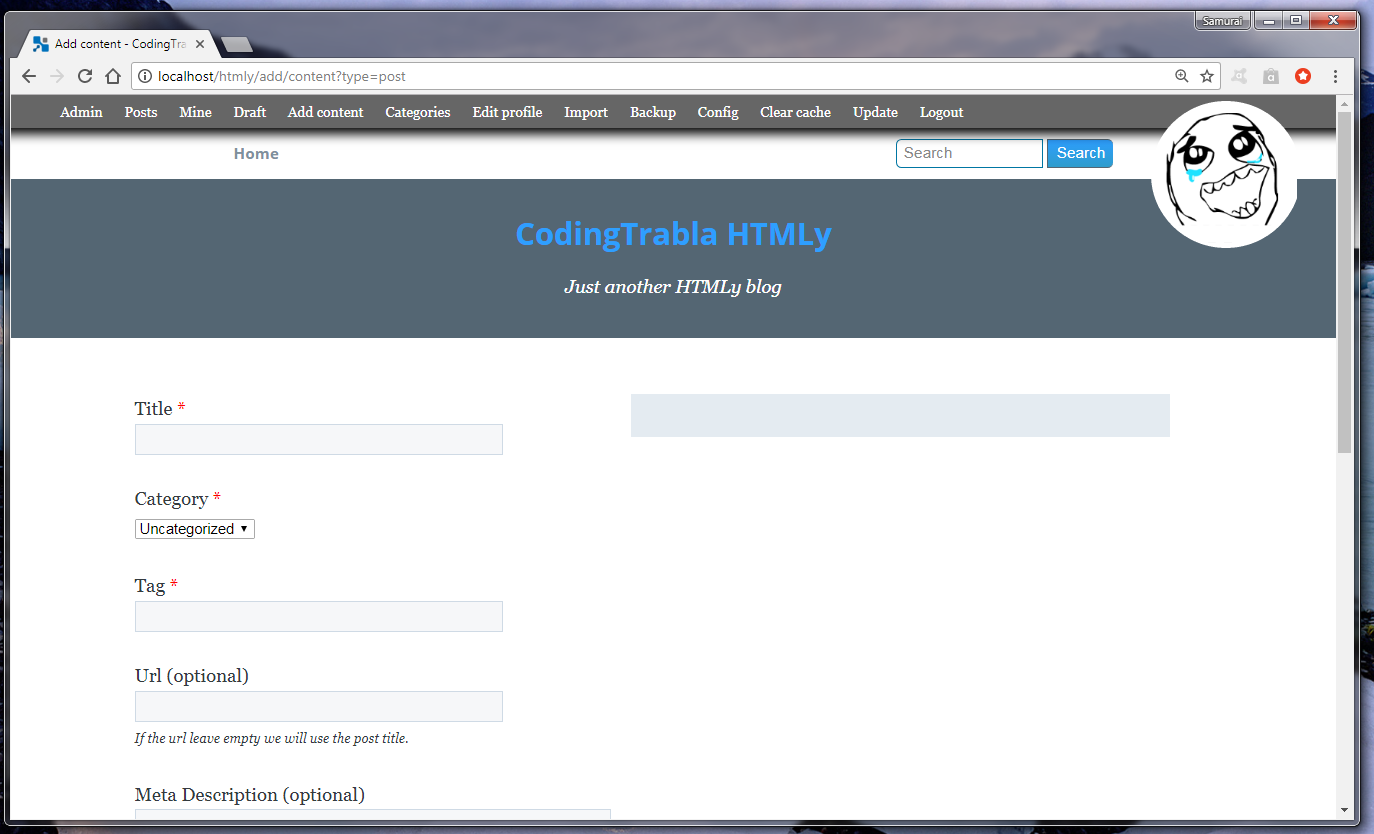 Samurai
Add content - CodingTra
localhost/htmly/add/content?type=post
Admin Posts Mine Draft Add content Categories Edit profile Import Backup Config Clear cache Update Logout
Home Search Search
CodingTrabla HTMLy
Just another HTMLy blog
Title *
Category *
Uncategorized
Tag *
Url (optional)
If the url leave empty we will use the post title.
Meta Description (optional)